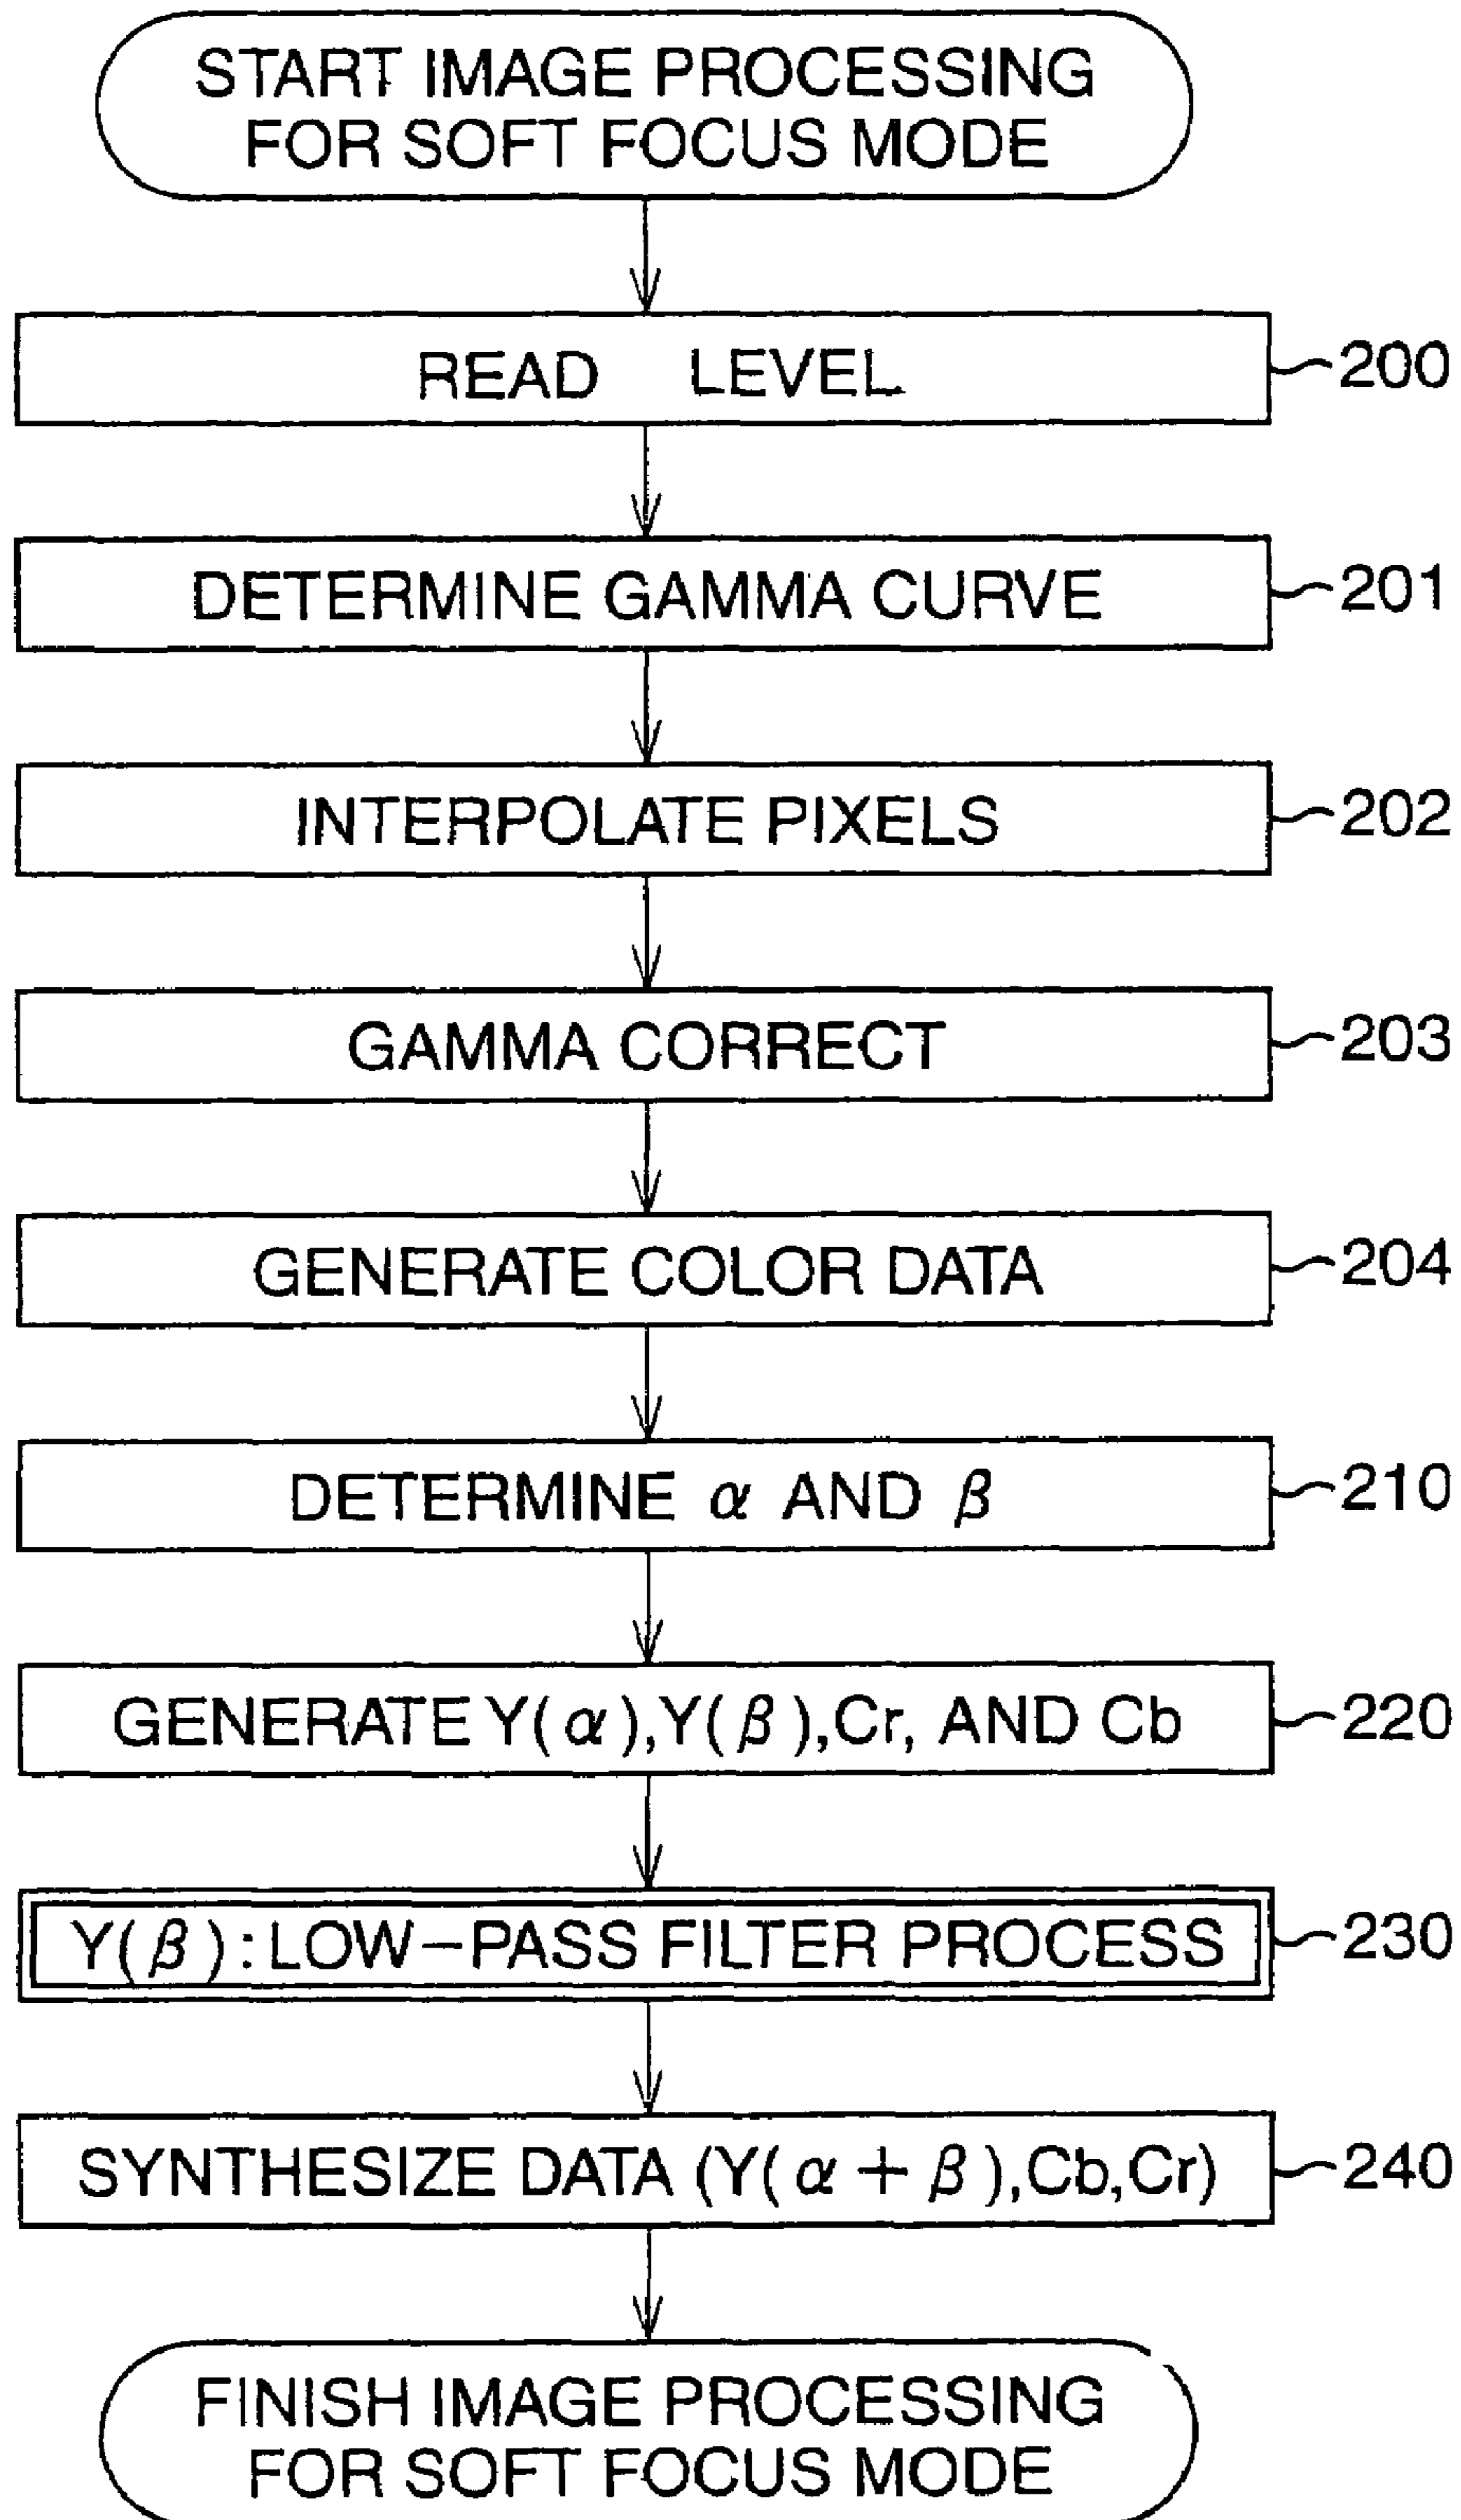 START IMAGE PROCESSING
FOR SOFT FOCUS MODE
READ LEVEL 200
DETERMINE GAMMA CURVE 201
INTERPOLATE PIXELS 202
GAMMA CORRECT 203
GENERATE COLOR DATA 204
DETERMINE α AND β 210
GENERATE Y(α),Y(β),Cr, AND Cb 220
Y(β):LOW-PASS FILTER PROCESS 230
SYNTHESIZE DATA (Y(α+β),Cb,Cr) 240
FINISH IMAGE PROCESSING
FOR SOFT FOCUS MODE